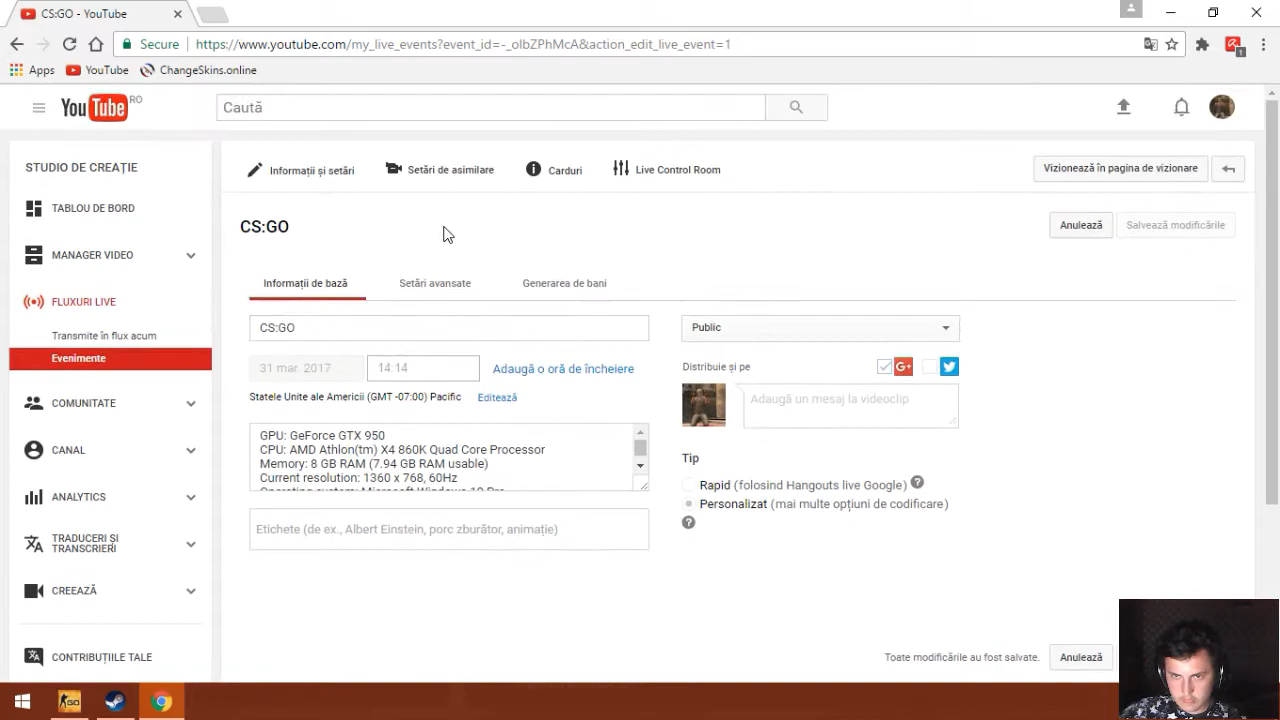 CS:GO - YouTube
Secure
https://www.youtube.com/my_live_events?event_id=-_olbZPhMcA&action_edit_live_event=1
Apps
YouTube
ChangeSkins.online
1
YouTube RO
Caută
STUDIO DE CREAȚIE
TABLOU DE BORD
MANAGER VIDEO
FLUXURI LIVE
Transmite în flux acum
Evenimente
COMUNITATE
CANAL
ANALYTICS
TRADUCERI ȘI
TRANSCRIERI
CREEAZĂ
CONTRIBUȚIILE TALE
Informații și setări
Setări de asimilare
Carduri
Live Control Room
Vizionează în pagina de vizionare
CS:GO
Anulează
Salvează modificările
Informații de bază
Setări avansate
Generarea de bani
CS:GO
31 mar. 2017
14:14
Adaugă o oră de încheiere
Statele Unite ale Americii (GMT -07:00) Pacific
Editează
GPU: GeForce GTX 950
CPU: AMD Athlon(tm) X4 860K Quad Core Processor
Memory: 8 GB RAM (7.94 GB RAM usable)
Current resolution: 1360 x 768, 60Hz
Operating system: Microsoft Windows 10 Pro
Etichete (de ex., Albert Einstein, porc zburător, animație)
Public
Distribuie și pe
G+
Adaugă un mesaj la videoclip
Tip
Rapid (folosind Hangouts live Google)
Personalizat (mai multe opțiuni de codificare)
Toate modificările au fost salvate.
Anulează
GO